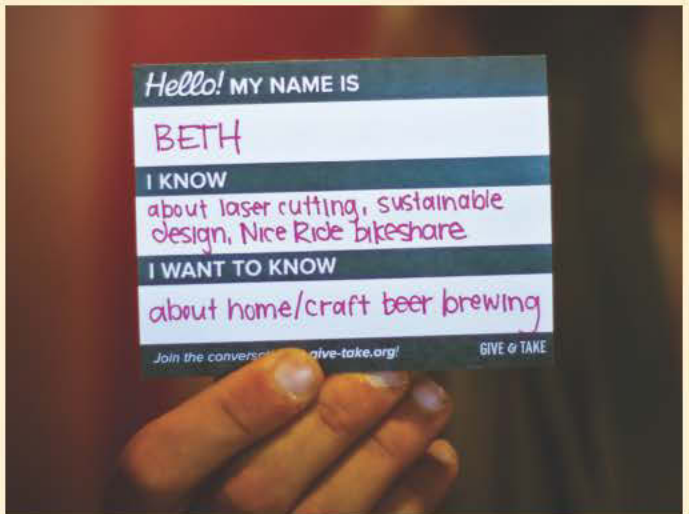 Hello! MY NAME IS
BETH
I KNOW
about laser cutting, sustainable
design, Nice Ride bikeshare
I WANT TO KNOW
about home/craft beer brewing
Join the give-take.org!
GIVE & TAKE